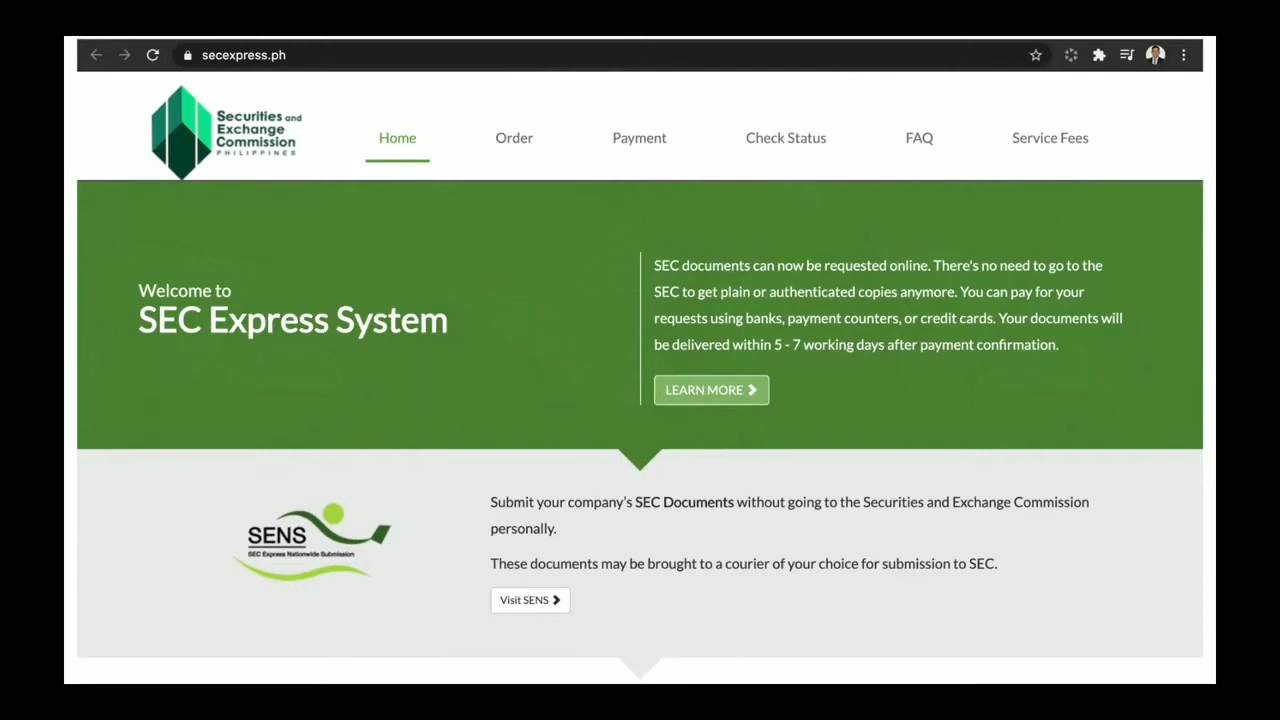 secexpress.ph
Securities and
Exchange
Commission
PHILIPPINES
Home
Order
Payment
Check Status
FAQ
Service Fees
Welcome to
SEC Express System
SEC documents can now be requested online. There's no need to go to the
SEC to get plain or authenticated copies anymore. You can pay for your
requests using banks, payment counters, or credit cards. Your documents will
be delivered within 5 - 7 working days after payment confirmation.
LEARN MORE
SENS
SEC Express Nationwide Submission
Submit your company's SEC Documents without going to the Securities and Exchange Commission
personally.
These documents may be brought to a courier of your choice for submission to SEC.
Visit SENS